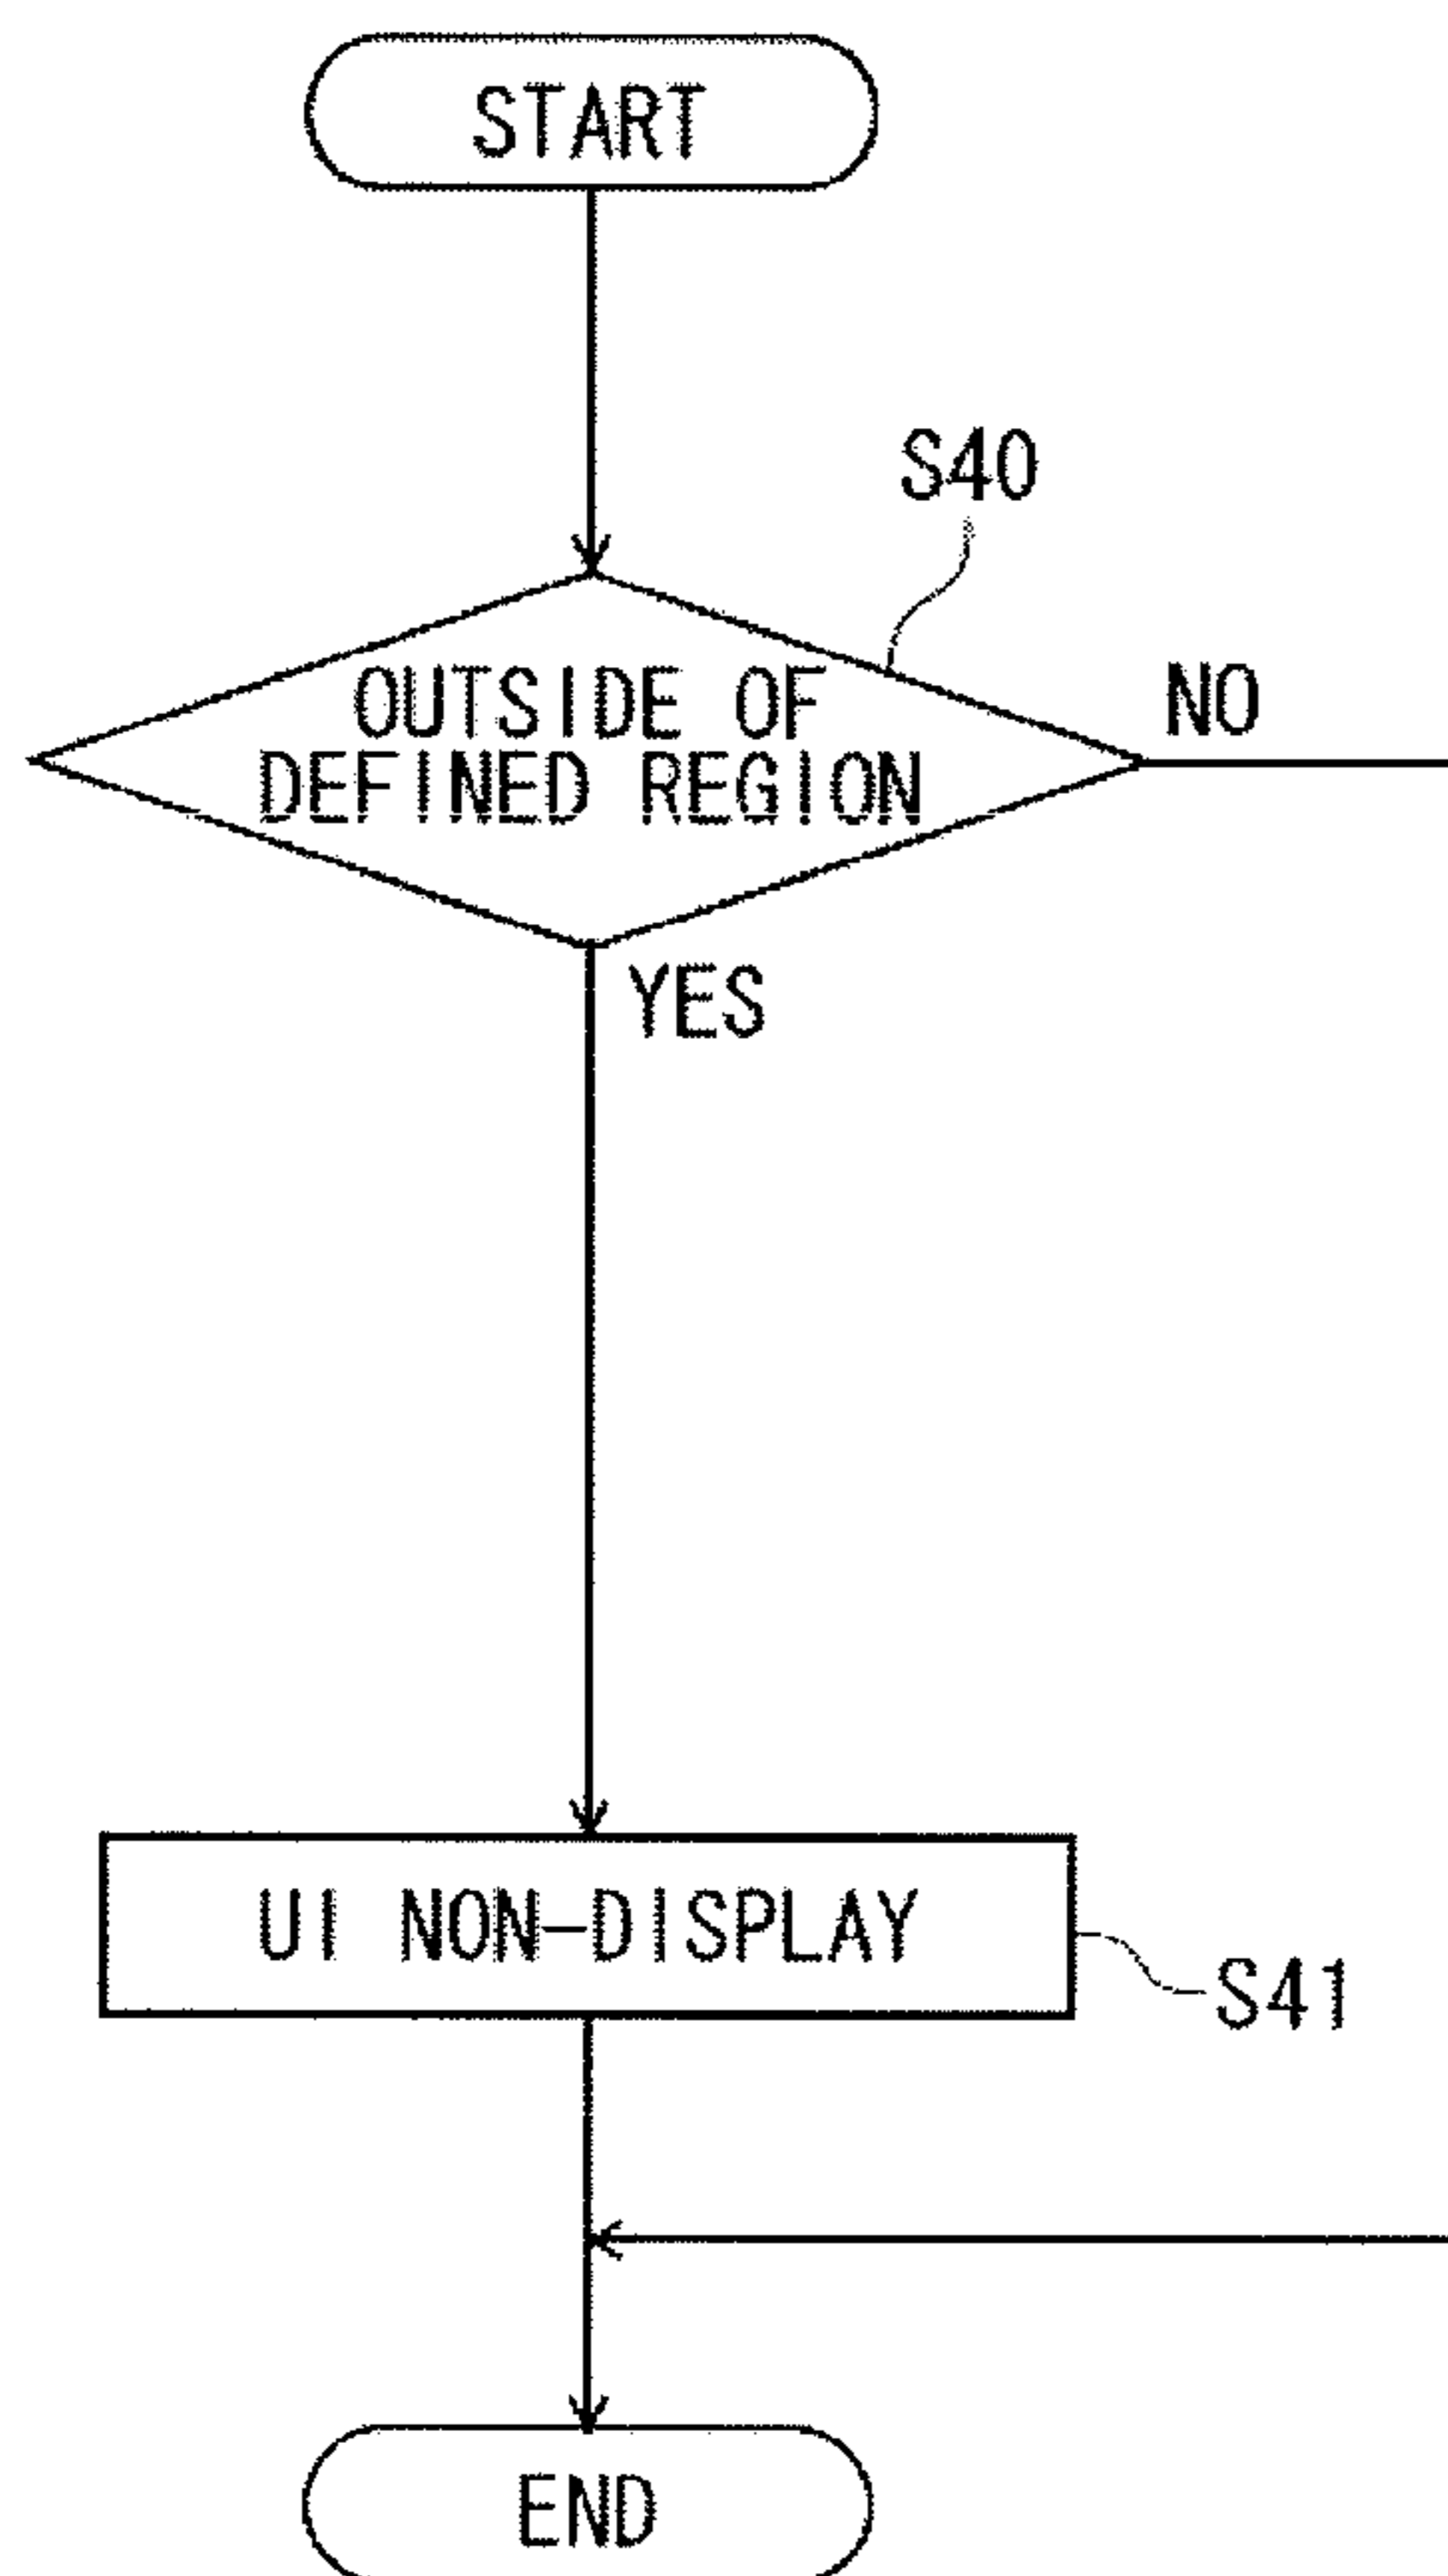 START
S40
OUTSIDE OF
DEFINED REGION
NO
YES
UI NON-DISPLAY
S41
END